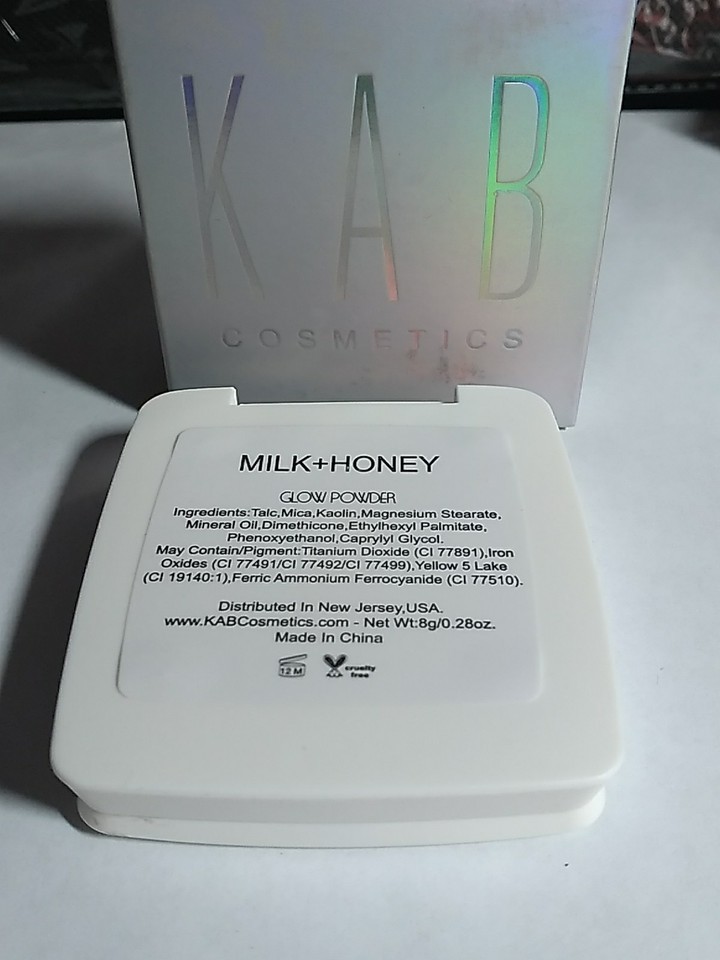 KAB
COSMETICS
MILK+HONEY
GLOW POWDER
Ingredients:Talc,Mica,Kaolin,Magnesium Stearate,
Mineral Oil,Dimethicone,Ethylhexyl Palmitate,
Phenoxyethanol,Caprylyl Glycol.
May Contain/Pigment:Titanium Dioxide (CI 77891),Iron
Oxides (CI 77491/CI 77492/CI 77499),Yellow 5 Lake
(CI 19140:1),Ferric Ammonium Ferrocyanide (CI 77510).
Distributed In New Jersey,USA.
www.KABCosmetics.com - Net Wt:8g/0.28oz.
Made In China
12 M
cruelty
free